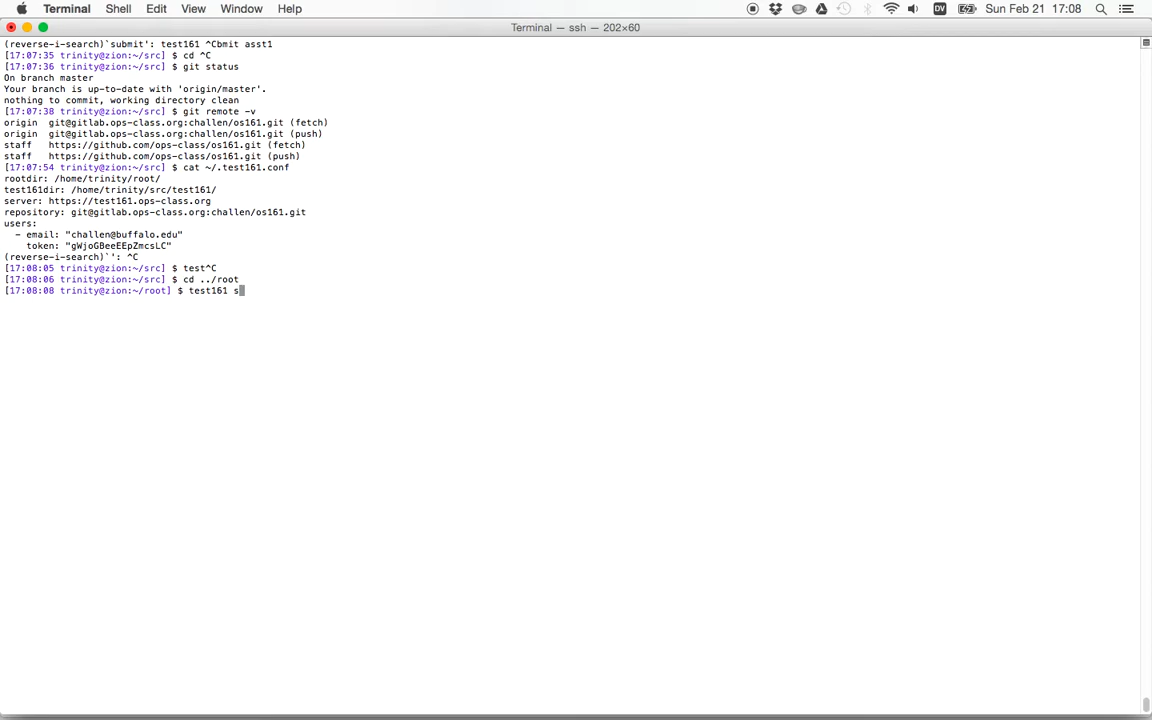 Terminal Shell Edit View Window Help DV Sun Feb 21 17:08
Terminal — ssh — 202×60
(reverse-i-search)`submit': test161 ^Cbmit asst1
[17:07:35 trinity@zion:~/src] $ cd ^C
[17:07:36 trinity@zion:~/src] $ git status
On branch master
Your branch is up-to-date with 'origin/master'.
nothing to commit, working directory clean
[17:07:38 trinity@zion:~/src] $ git remote -v
origin  git@gitlab.ops-class.org:challen/os161.git (fetch)
origin  git@gitlab.ops-class.org:challen/os161.git (push)
staff   https://github.com/ops-class/os161.git (fetch)
staff   https://github.com/ops-class/os161.git (push)
[17:07:54 trinity@zion:~/src] $ cat ~/.test161.conf
rootdir: /home/trinity/root/
test161dir: /home/trinity/src/test161/
server: https://test161.ops-class.org
repository: git@gitlab.ops-class.org:challen/os161.git
users:
  - email: "challen@buffalo.edu"
    token: "gWjoGBeeEEpZmcsLC"
(reverse-i-search)`': ^C
[17:08:05 trinity@zion:~/src] $ test^C
[17:08:06 trinity@zion:~/src] $ cd ../root
[17:08:08 trinity@zion:~/root] $ test161 s